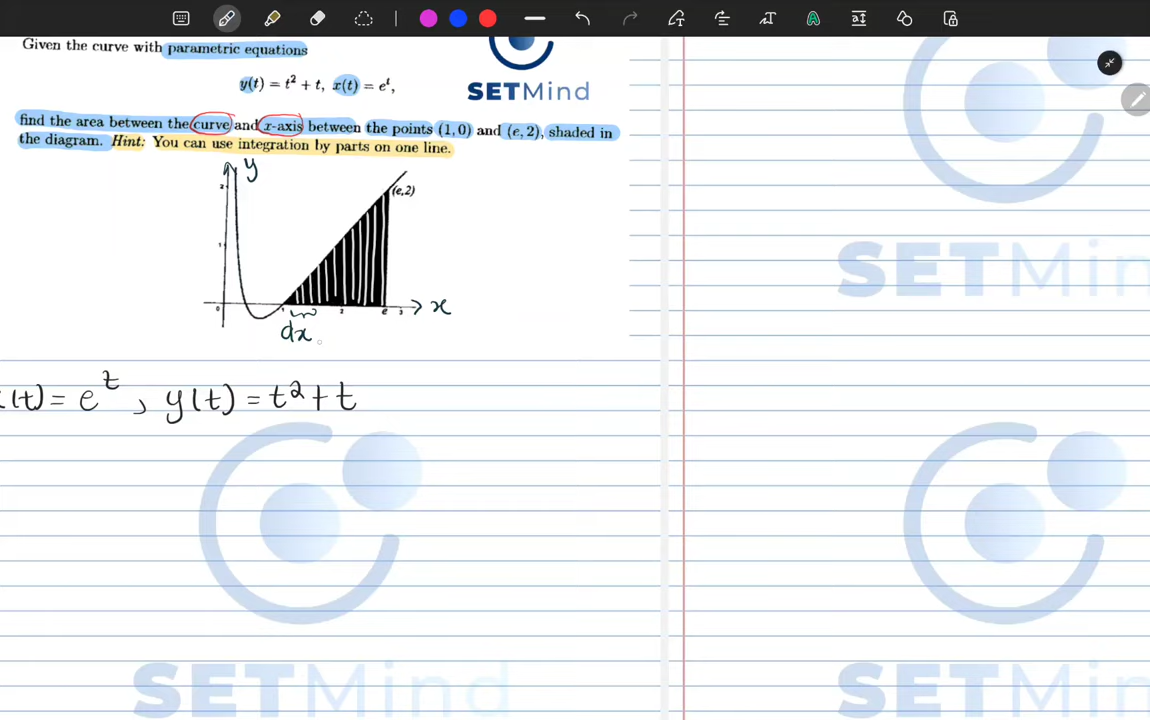 Given the curve with parametric equations
y(t) = t² + t, x(t) = eᵗ,
SETMind
find the area between the curve and x-axis between the points (1, 0) and (e, 2), shaded in
the diagram. Hint: You can use integration by parts on one line.
y
2
(e,2)
1
0 1 2 e 3 x
dx
(t) = eᵗ , y(t) = t² + t
SETMind
SETMind
SETMind